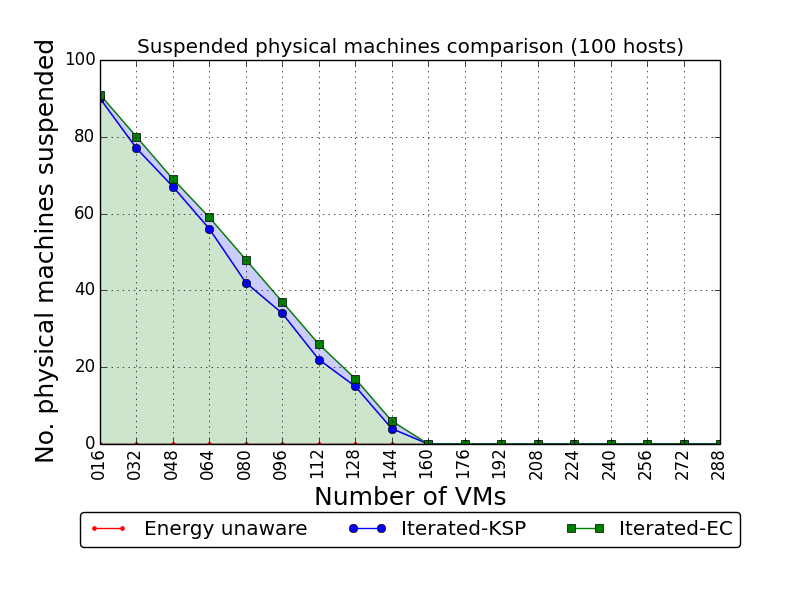 Suspended physical machines comparison (100 hosts)
No. physical machines suspended
100
80
60
40
20
0
016 032 048 064 080 096 112 128 144 160 176 192 208 224 240 256 272 288
Number of VMs
Energy unaware Iterated-KSP Iterated-EC